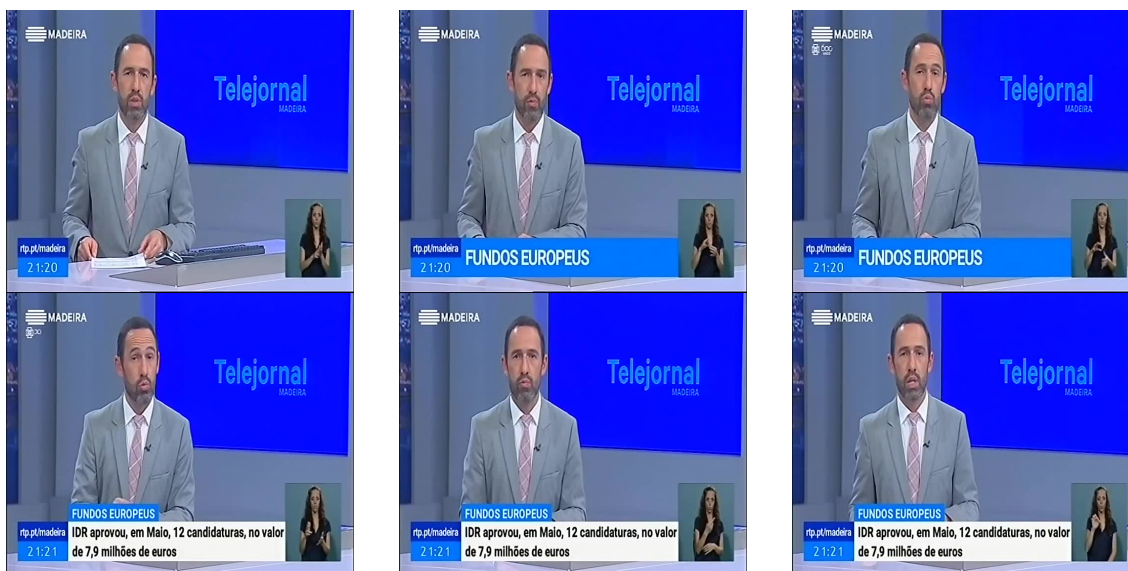 MADEIRA
Telejournal
MADEIRA
rtp.pt/madeira
21:20
MADEIRA
Telejornal
MADEIRA
rtp.pt/madeira
21:20
FUNDOS EUROPEUS
MADEIRA
Telejornal
MADEIRA
rtp.pt/madeira
21:20
FUNDOS EUROPEUS
MADEIRA
Telejornal
MADEIRA
FUNDOS EUROPEUS
rtp.pt/madeira
IDR aprovou, em Maio, 12 candidaturas, no valor
21:21
de 7,9 milhões de euros
MADEIRA
Telejornal
MADEIRA
FUNDOS EUROPEUS
rtp.pt/madeira
IDR aprovou, em Maio, 12 candidaturas, no valor
21:21
de 7,9 milhões de euros
MADEIRA
Telejornal
MADEIRA
FUNDOS EUROPEUS
rtp.pt/madeira
IDR aprovou, em Maio, 12 candidaturas, no valor
21:21
de 7,9 milhões de euros